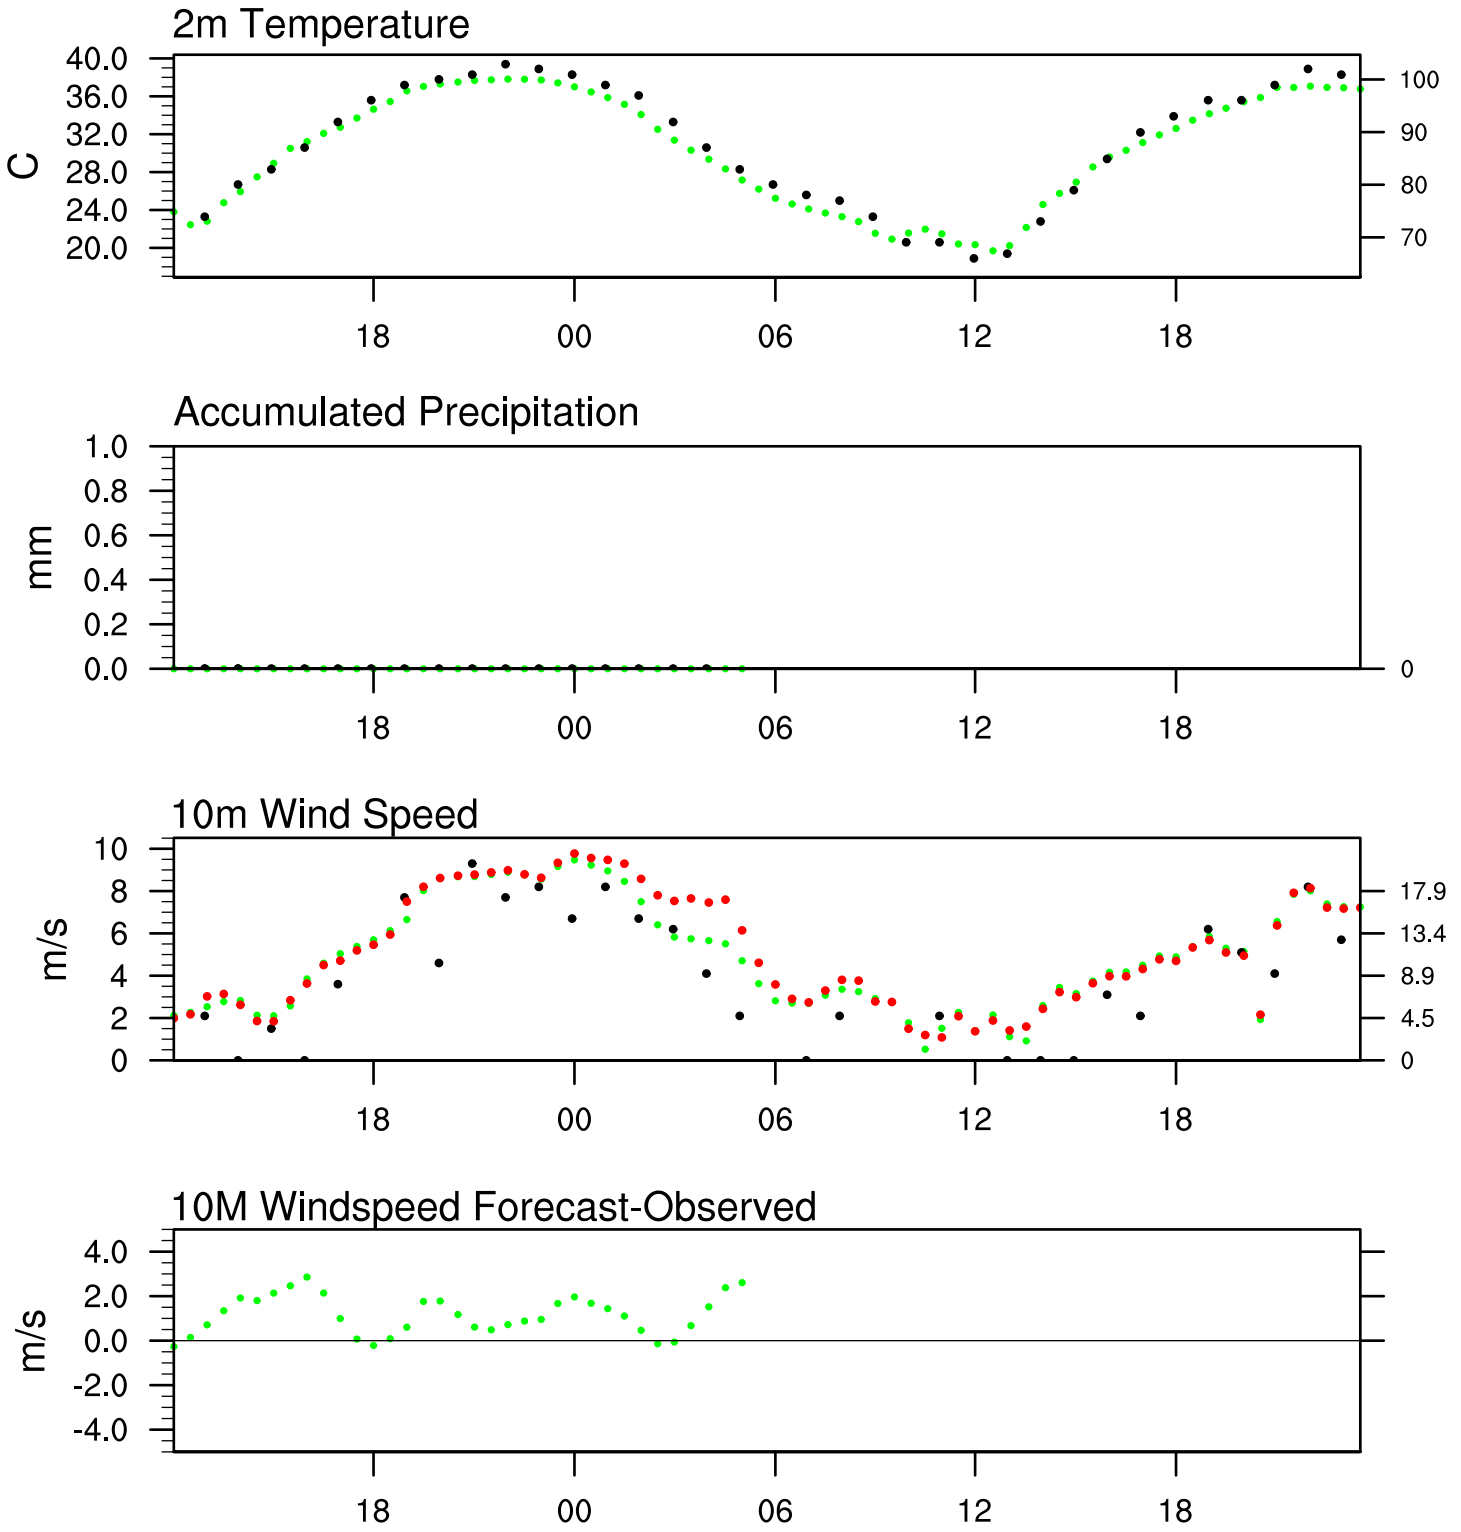 2m Temperature
40.0
36.0
32.0
28.0
24.0
20.0
C
100
90
80
70
18 00 06 12 18
Accumulated Precipitation
1.0
0.8
0.6
0.4
0.2
0.0
mm
0
18 00 06 12 18
10m Wind Speed
10
8
6
4
2
0
m/s
17.9
13.4
8.9
4.5
0
18 00 06 12 18
10M Windspeed Forecast-Observed
4.0
2.0
0.0
-2.0
-4.0
m/s
18 00 06 12 18